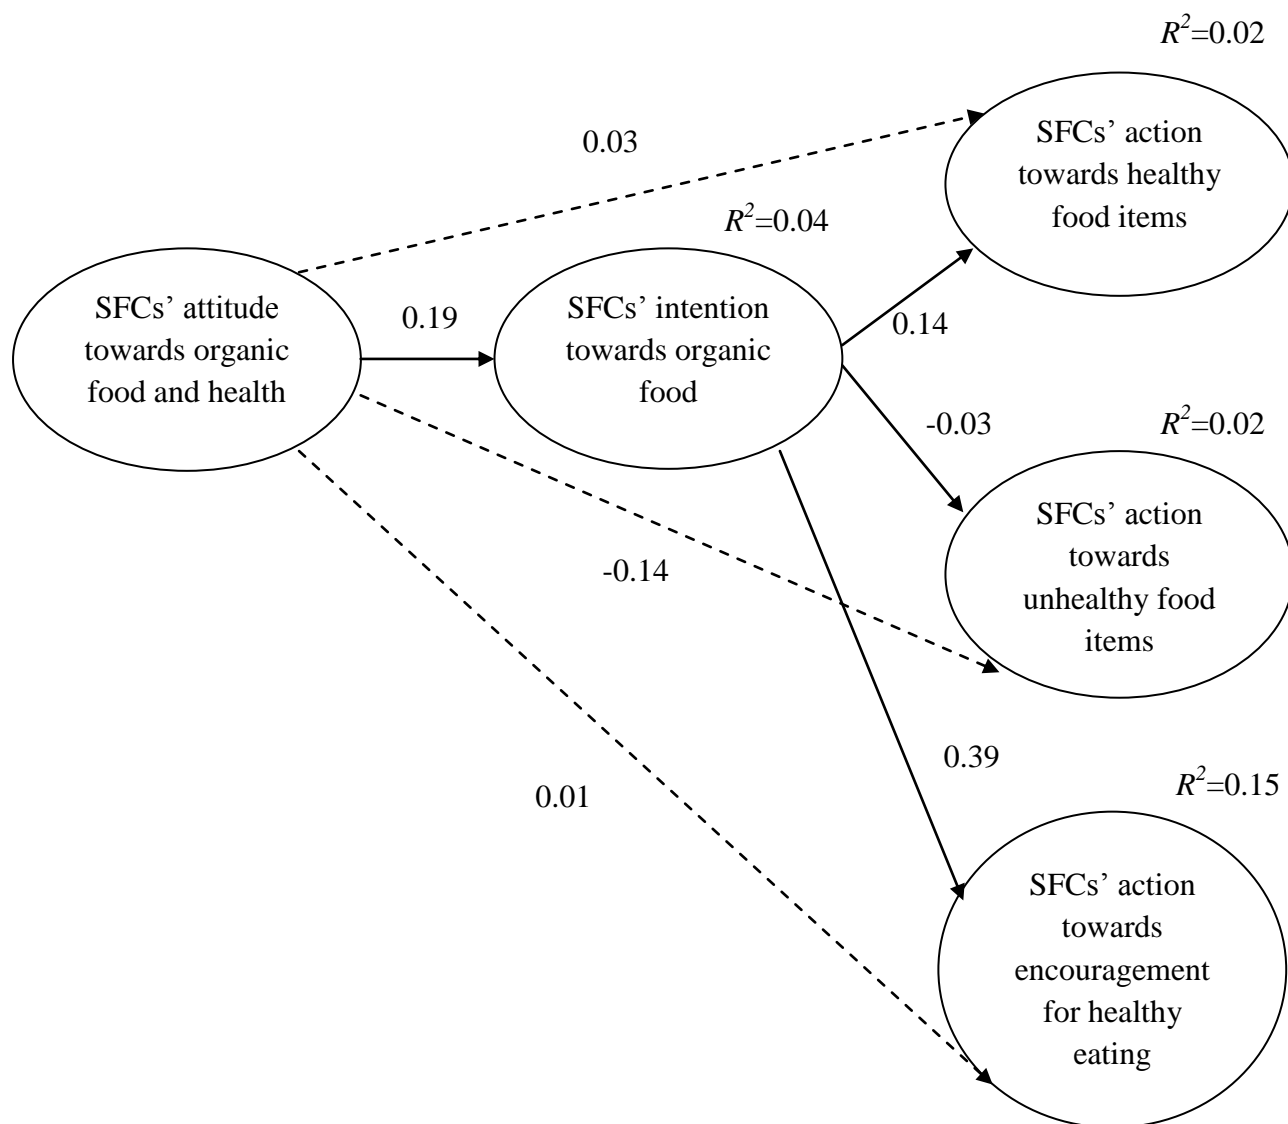 R²=0.02
SFCs’ action
towards healthy
food items
0.03
R²=0.04
SFCs’ attitude
towards organic
food and health
0.19
SFCs’ intention
towards organic
food
0.14
-0.03
R²=0.02
SFCs’ action
towards
unhealthy food
items
-0.14
0.39
R²=0.15
0.01
SFCs’ action
towards
encouragement
for healthy
eating